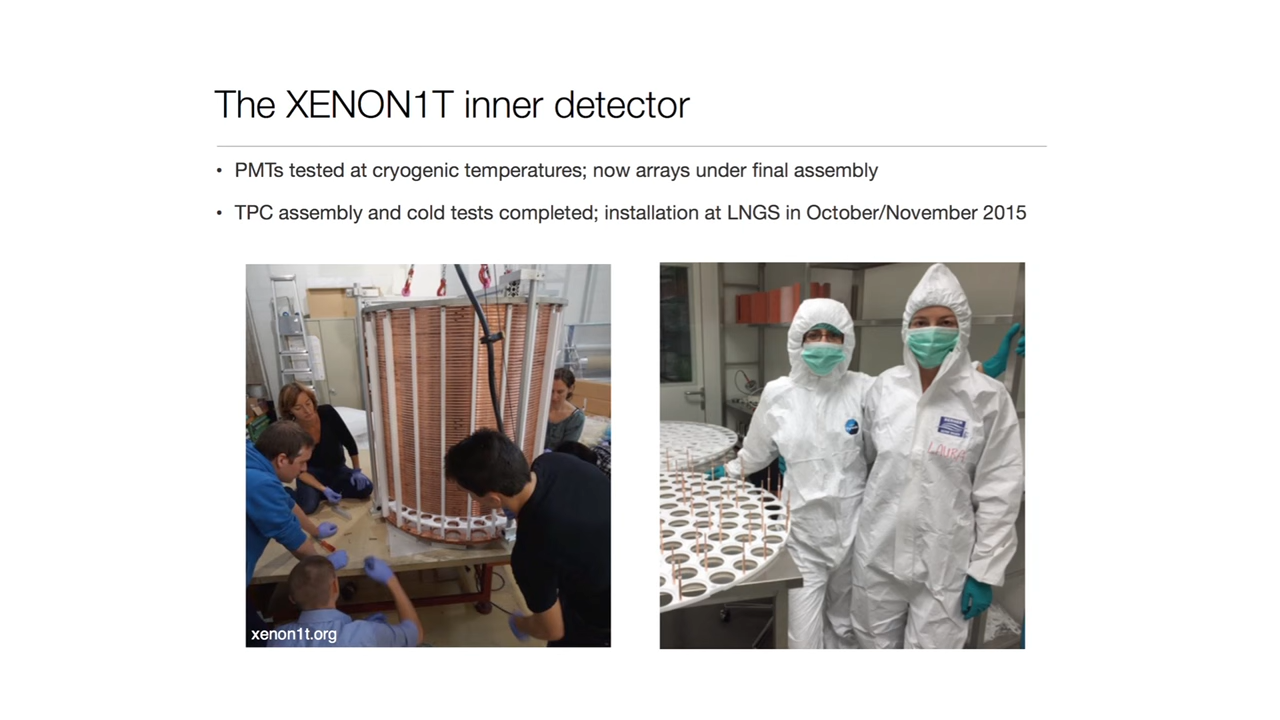 The XENON1T inner detector
• PMTs tested at cryogenic temperatures; now arrays under final assembly
• TPC assembly and cold tests completed; installation at LNGS in October/November 2015
xenon1t.org
LAURA